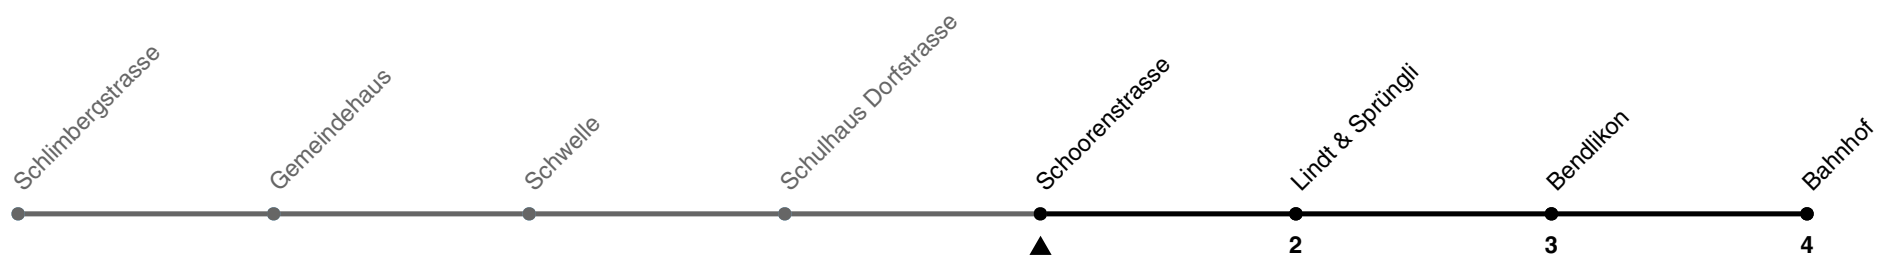 Schlimbergstrasse
Gemeindehaus
Schwelle
Schulhaus Dorfstrasse
Schoorenstrasse
Lindt & Sprüngli
Bendlikon
Bahnhof
2
3
4